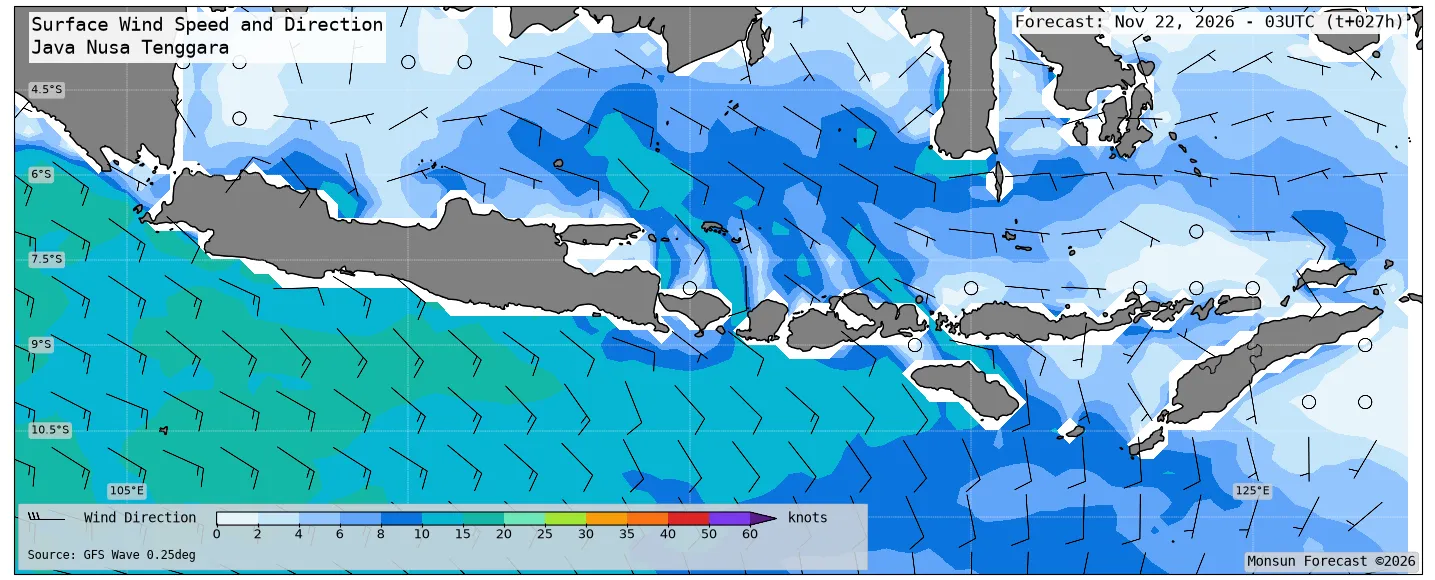 Surface Wind Speed and Direction
Java Nusa Tenggara
Forecast: Nov 22, 2026 - 03UTC (t+027h)
4.5°S
6°S
7.5°S
9°S
10.5°S
105°E
125°E
Wind Direction
0 2 4 6 8 10 15 20 25 30 35 40 50 60
knots
Source: GFS Wave 0.25deg
Monsun Forecast ©2026